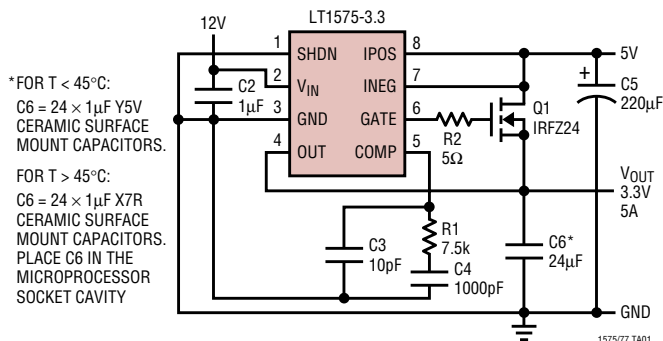 12V
LT1575-3.3
1
SHDN
IPOS
8
5V
2
VIN
INEG
7
3
GND
GATE
6
4
OUT
COMP
5
C2
1µF
R2
5Ω
Q1
IRFZ24
+
C5
220µF
VOUT
3.3V
5A
C3
10pF
R1
7.5k
C4
1000pF
C6*
24µF
GND
*FOR T < 45°C:
C6 = 24 × 1µF Y5V
CERAMIC SURFACE
MOUNT CAPACITORS.
FOR T > 45°C:
C6 = 24 × 1µF X7R
CERAMIC SURFACE
MOUNT CAPACITORS.
PLACE C6 IN THE
MICROPROCESSOR
SOCKET CAVITY
1575/77 TA01